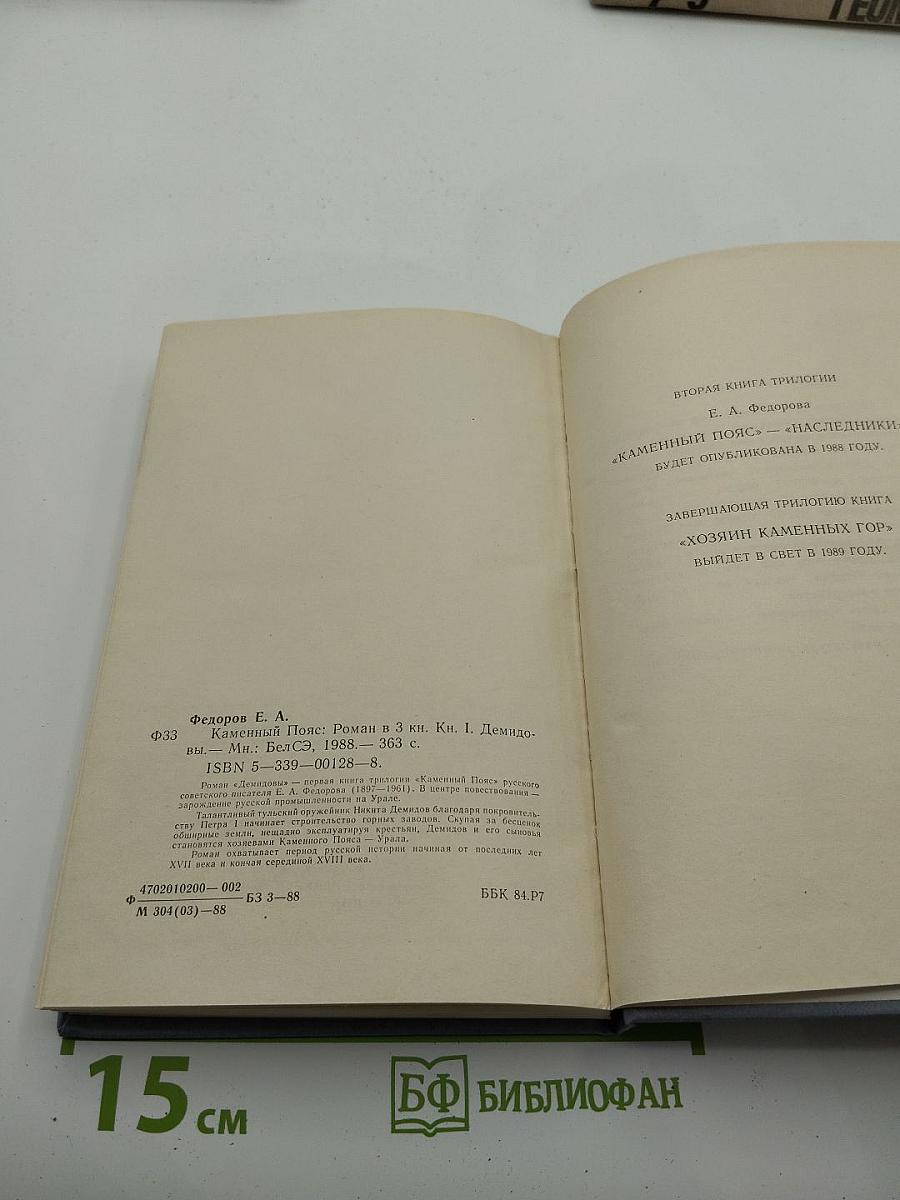 ГЕОЛ
ВТОРАЯ КНИГА ТРИЛОГИИ
Е. А. Федорова
«КАМЕННЫЙ ПОЯС» — «НАСЛЕДНИКИ»
БУДЕТ ОПУБЛИКОВАНА В 1988 ГОДУ.
ЗАВЕРШАЮЩАЯ ТРИЛОГИЮ КНИГА
«ХОЗЯИН КАМЕННЫХ ГОР»
ВЫЙДЕТ В СВЕТ В 1989 ГОДУ.
Федоров Е. А.
Ф33 Каменный Пояс: Роман в 3 кн. Кн. I. Демидо-
вы.— Мн.: БелСЭ, 1988.— 363 с.
ISBN 5—339—00128—8.
Роман «Демидовы» — первая книга трилогии «Каменный Пояс» русского
советского писателя Е. А. Федорова (1897—1961). В центре повествования —
зарождение русской промышленности на Урале.
Талантливый тульский оружейник Никита Демидов благодаря покровитель-
ству Петра I начинает строительство горных заводов. Скупая за бесценок
обширные земли, нещадно эксплуатируя крестьян, Демидов и его сыновья
становятся хозяевами Каменного Пояса — Урала.
Роман охватывает период русской истории начиная от последних лет
XVII века и кончая серединой XVIII века.
Ф 4702010200—002 БЗ 3—88 ББК 84.Р7
М 304(03)—88
15 см
БФ БИБЛИОФАН